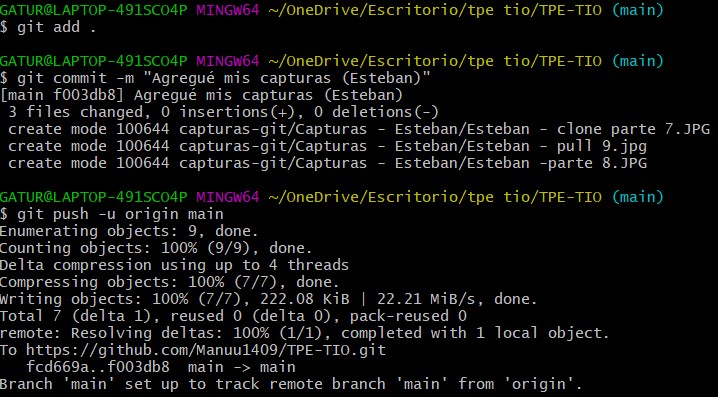 GATUR@LAPTOP-491SCO4P MINGW64 ~/OneDrive/Escritorio/tpe tio/TPE-TIO (main)
$ git add .
GATUR@LAPTOP-491SCO4P MINGW64 ~/OneDrive/Escritorio/tpe tio/TPE-TIO (main)
$ git commit -m "Agregué mis capturas (Esteban)"
[main f003db8] Agregué mis capturas (Esteban)
 3 files changed, 0 insertions(+), 0 deletions(-)
 create mode 100644 capturas-git/Capturas - Esteban/Esteban - clone parte 7.JPG
 create mode 100644 capturas-git/Capturas - Esteban/Esteban - pull 9.jpg
 create mode 100644 capturas-git/Capturas - Esteban/Esteban -parte 8.JPG
GATUR@LAPTOP-491SCO4P MINGW64 ~/OneDrive/Escritorio/tpe tio/TPE-TIO (main)
$ git push -u origin main
Enumerating objects: 9, done.
Counting objects: 100% (9/9), done.
Delta compression using up to 4 threads
Compressing objects: 100% (7/7), done.
Writing objects: 100% (7/7), 222.08 KiB | 22.21 MiB/s, done.
Total 7 (delta 1), reused 0 (delta 0), pack-reused 0
remote: Resolving deltas: 100% (1/1), completed with 1 local object.
To https://github.com/Manuu1409/TPE-TIO.git
   fcd669a..f003db8  main -> main
Branch 'main' set up to track remote branch 'main' from 'origin'.